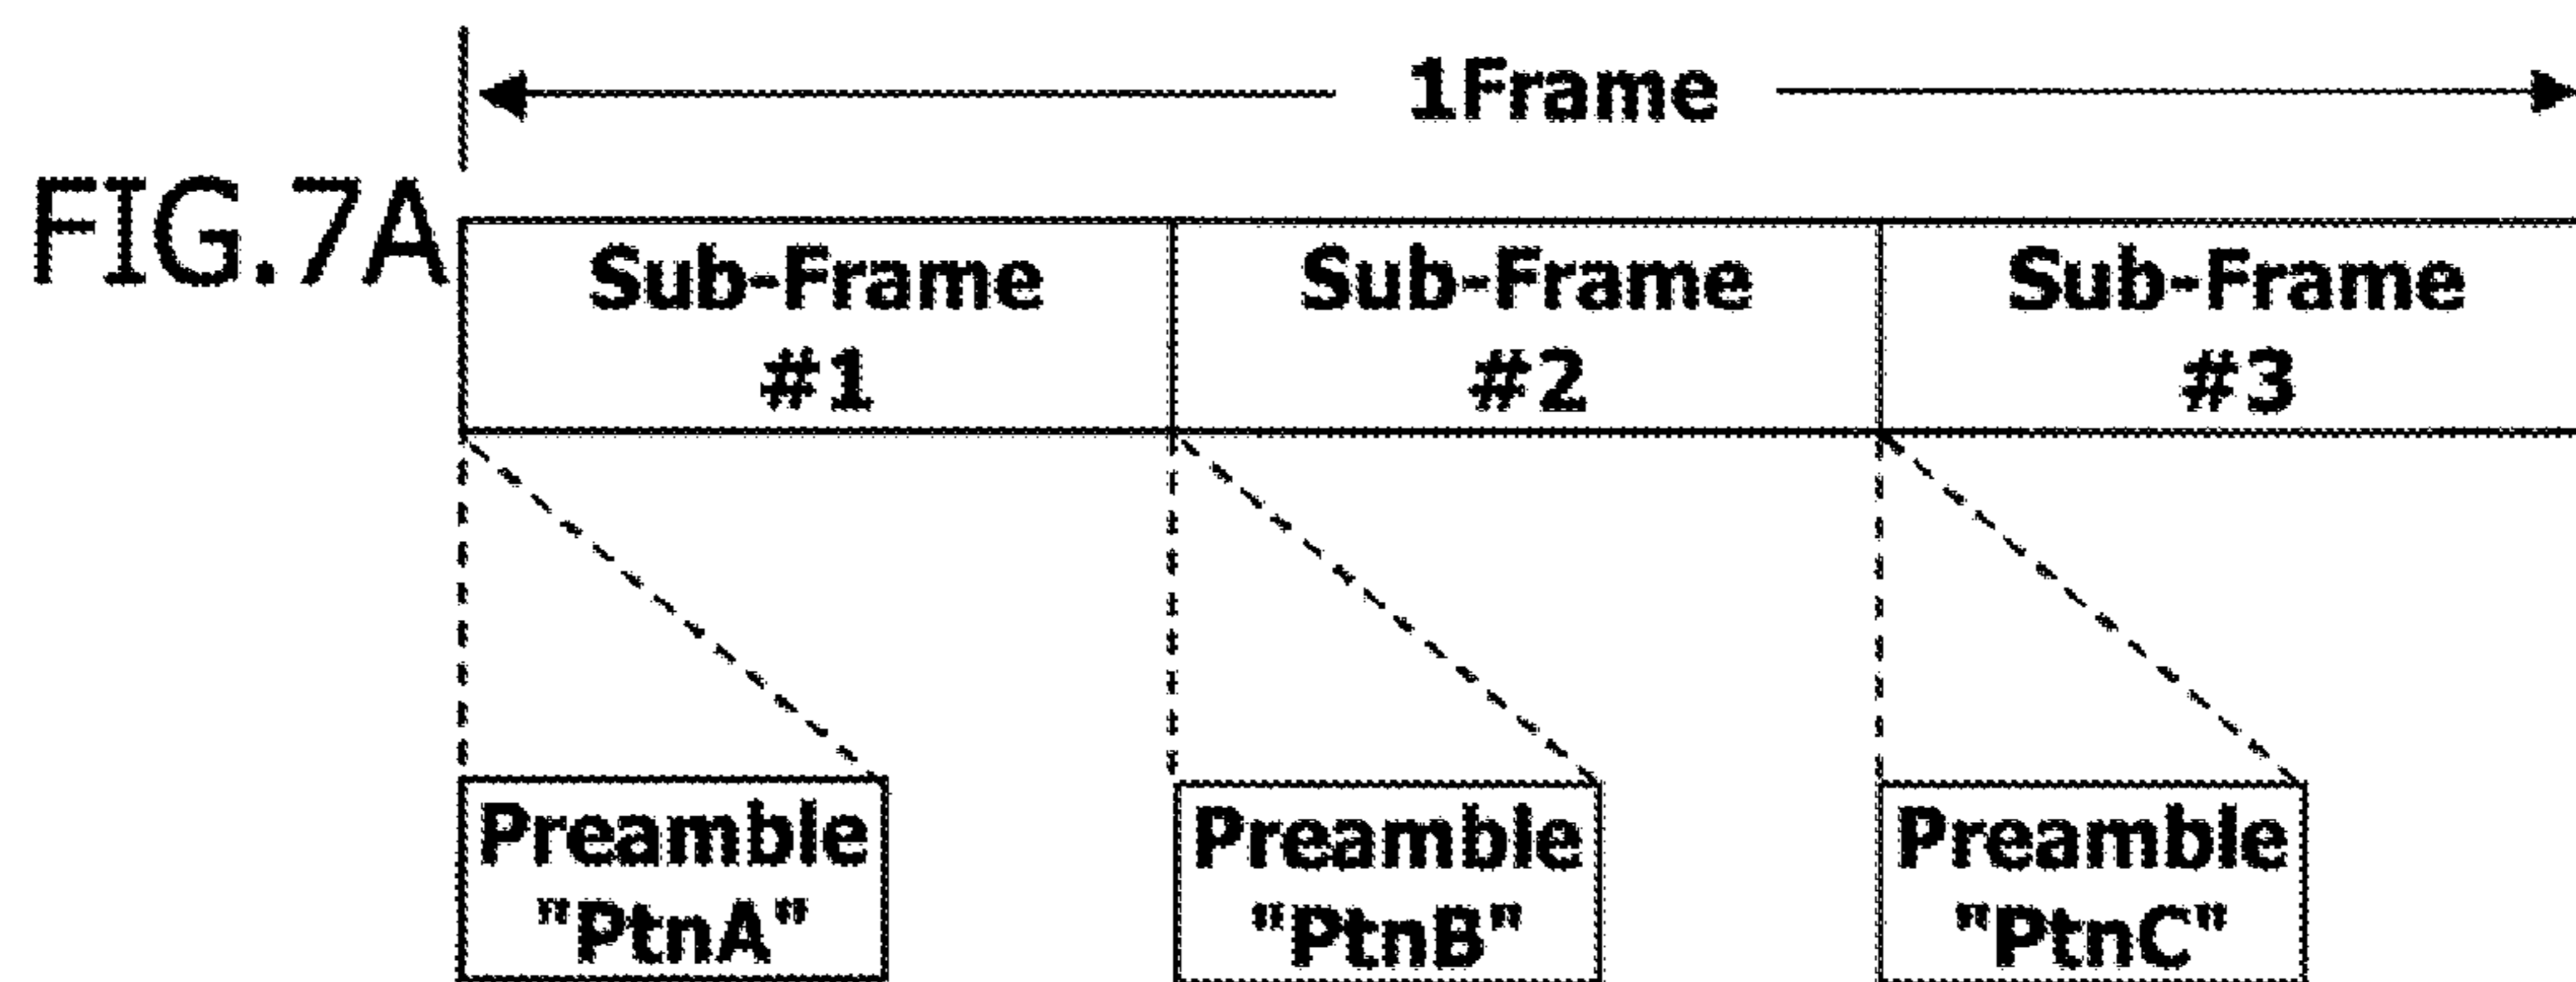 1Frame
FIG.7A
Sub-Frame
#1
Sub-Frame
#2
Sub-Frame
#3
Preamble
"PtnA"
Preamble
"PtnB"
Preamble
"PtnC"